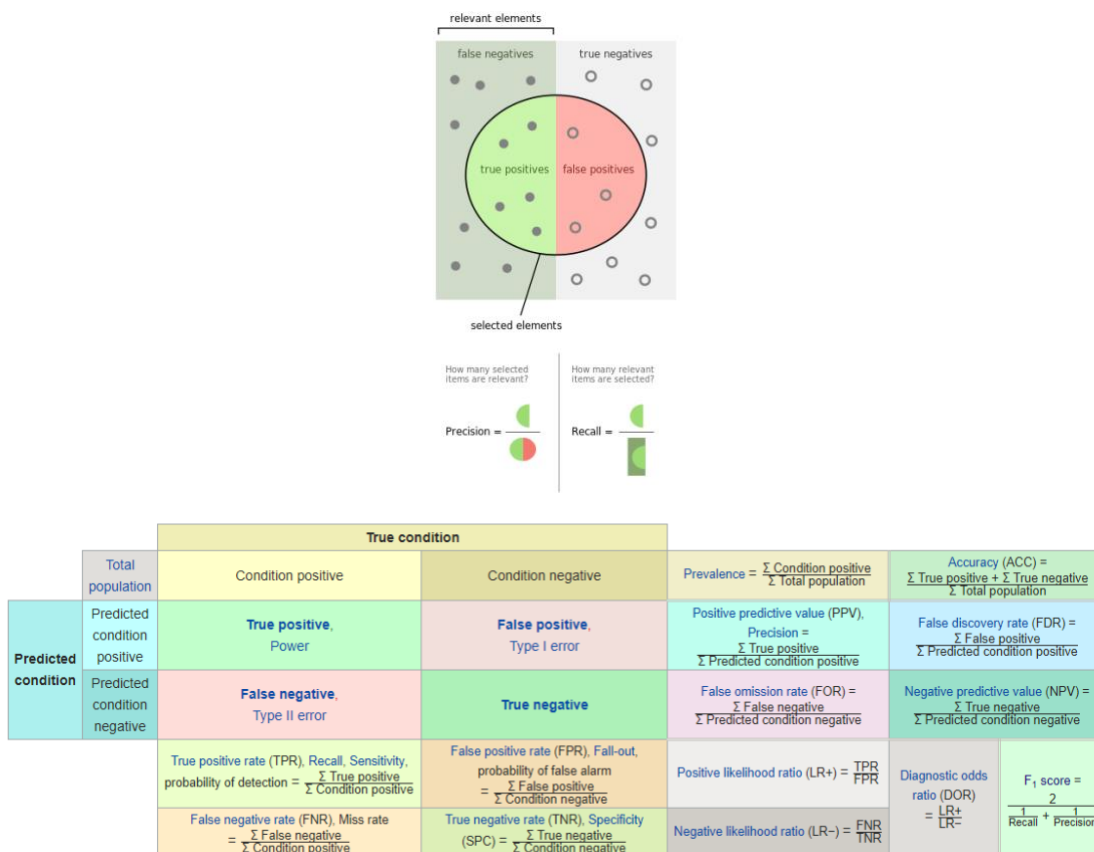 relevant elements
false negatives
true negatives
true positives
false positives
selected elements
How many selected
items are relevant?
How many relevant
items are selected?
Precision =
Recall =
True condition
Total
population
Condition positive
Condition negative
Prevalence = Σ Condition positive / Σ Total population
Accuracy (ACC) =
Σ True positive + Σ True negative / Σ Total population
Predicted
condition
Predicted
condition
positive
True positive,
Power
False positive,
Type I error
Positive predictive value (PPV),
Precision =
Σ True positive / Σ Predicted condition positive
False discovery rate (FDR) =
Σ False positive / Σ Predicted condition positive
Predicted
condition
negative
False negative,
Type II error
True negative
False omission rate (FOR) =
Σ False negative / Σ Predicted condition negative
Negative predictive value (NPV) =
Σ True negative / Σ Predicted condition negative
True positive rate (TPR), Recall, Sensitivity,
probability of detection = Σ True positive / Σ Condition positive
False positive rate (FPR), Fall-out,
probability of false alarm
= Σ False positive / Σ Condition negative
Positive likelihood ratio (LR+) = TPR / FPR
Diagnostic odds
ratio (DOR)
= LR+ / LR−
F1 score =
2 / (1 / Recall + 1 / Precision)
False negative rate (FNR), Miss rate
= Σ False negative / Σ Condition positive
True negative rate (TNR), Specificity
(SPC) = Σ True negative / Σ Condition negative
Negative likelihood ratio (LR−) = FNR / TNR